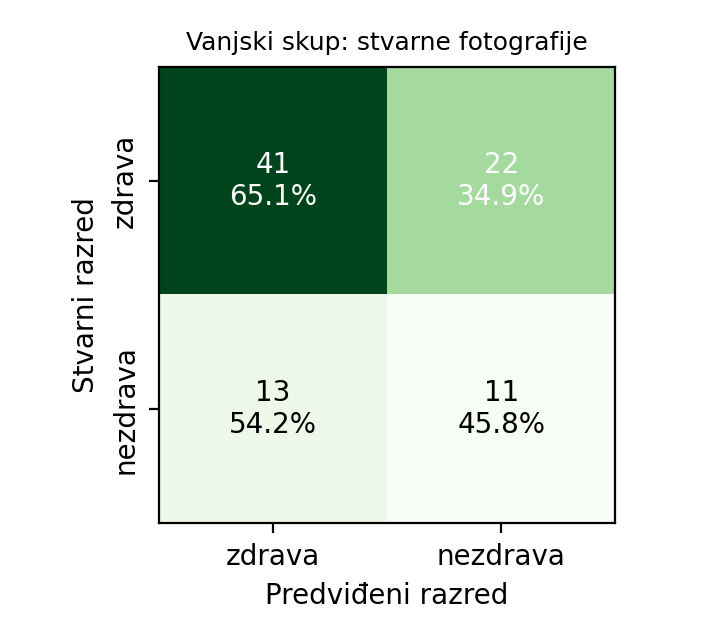 Vanjski skup: stvarne fotografije
Stvarni razred
zdrava
41
65.1%
22
34.9%
nezdrava
13
54.2%
11
45.8%
zdrava
nezdrava
Predviđeni razred